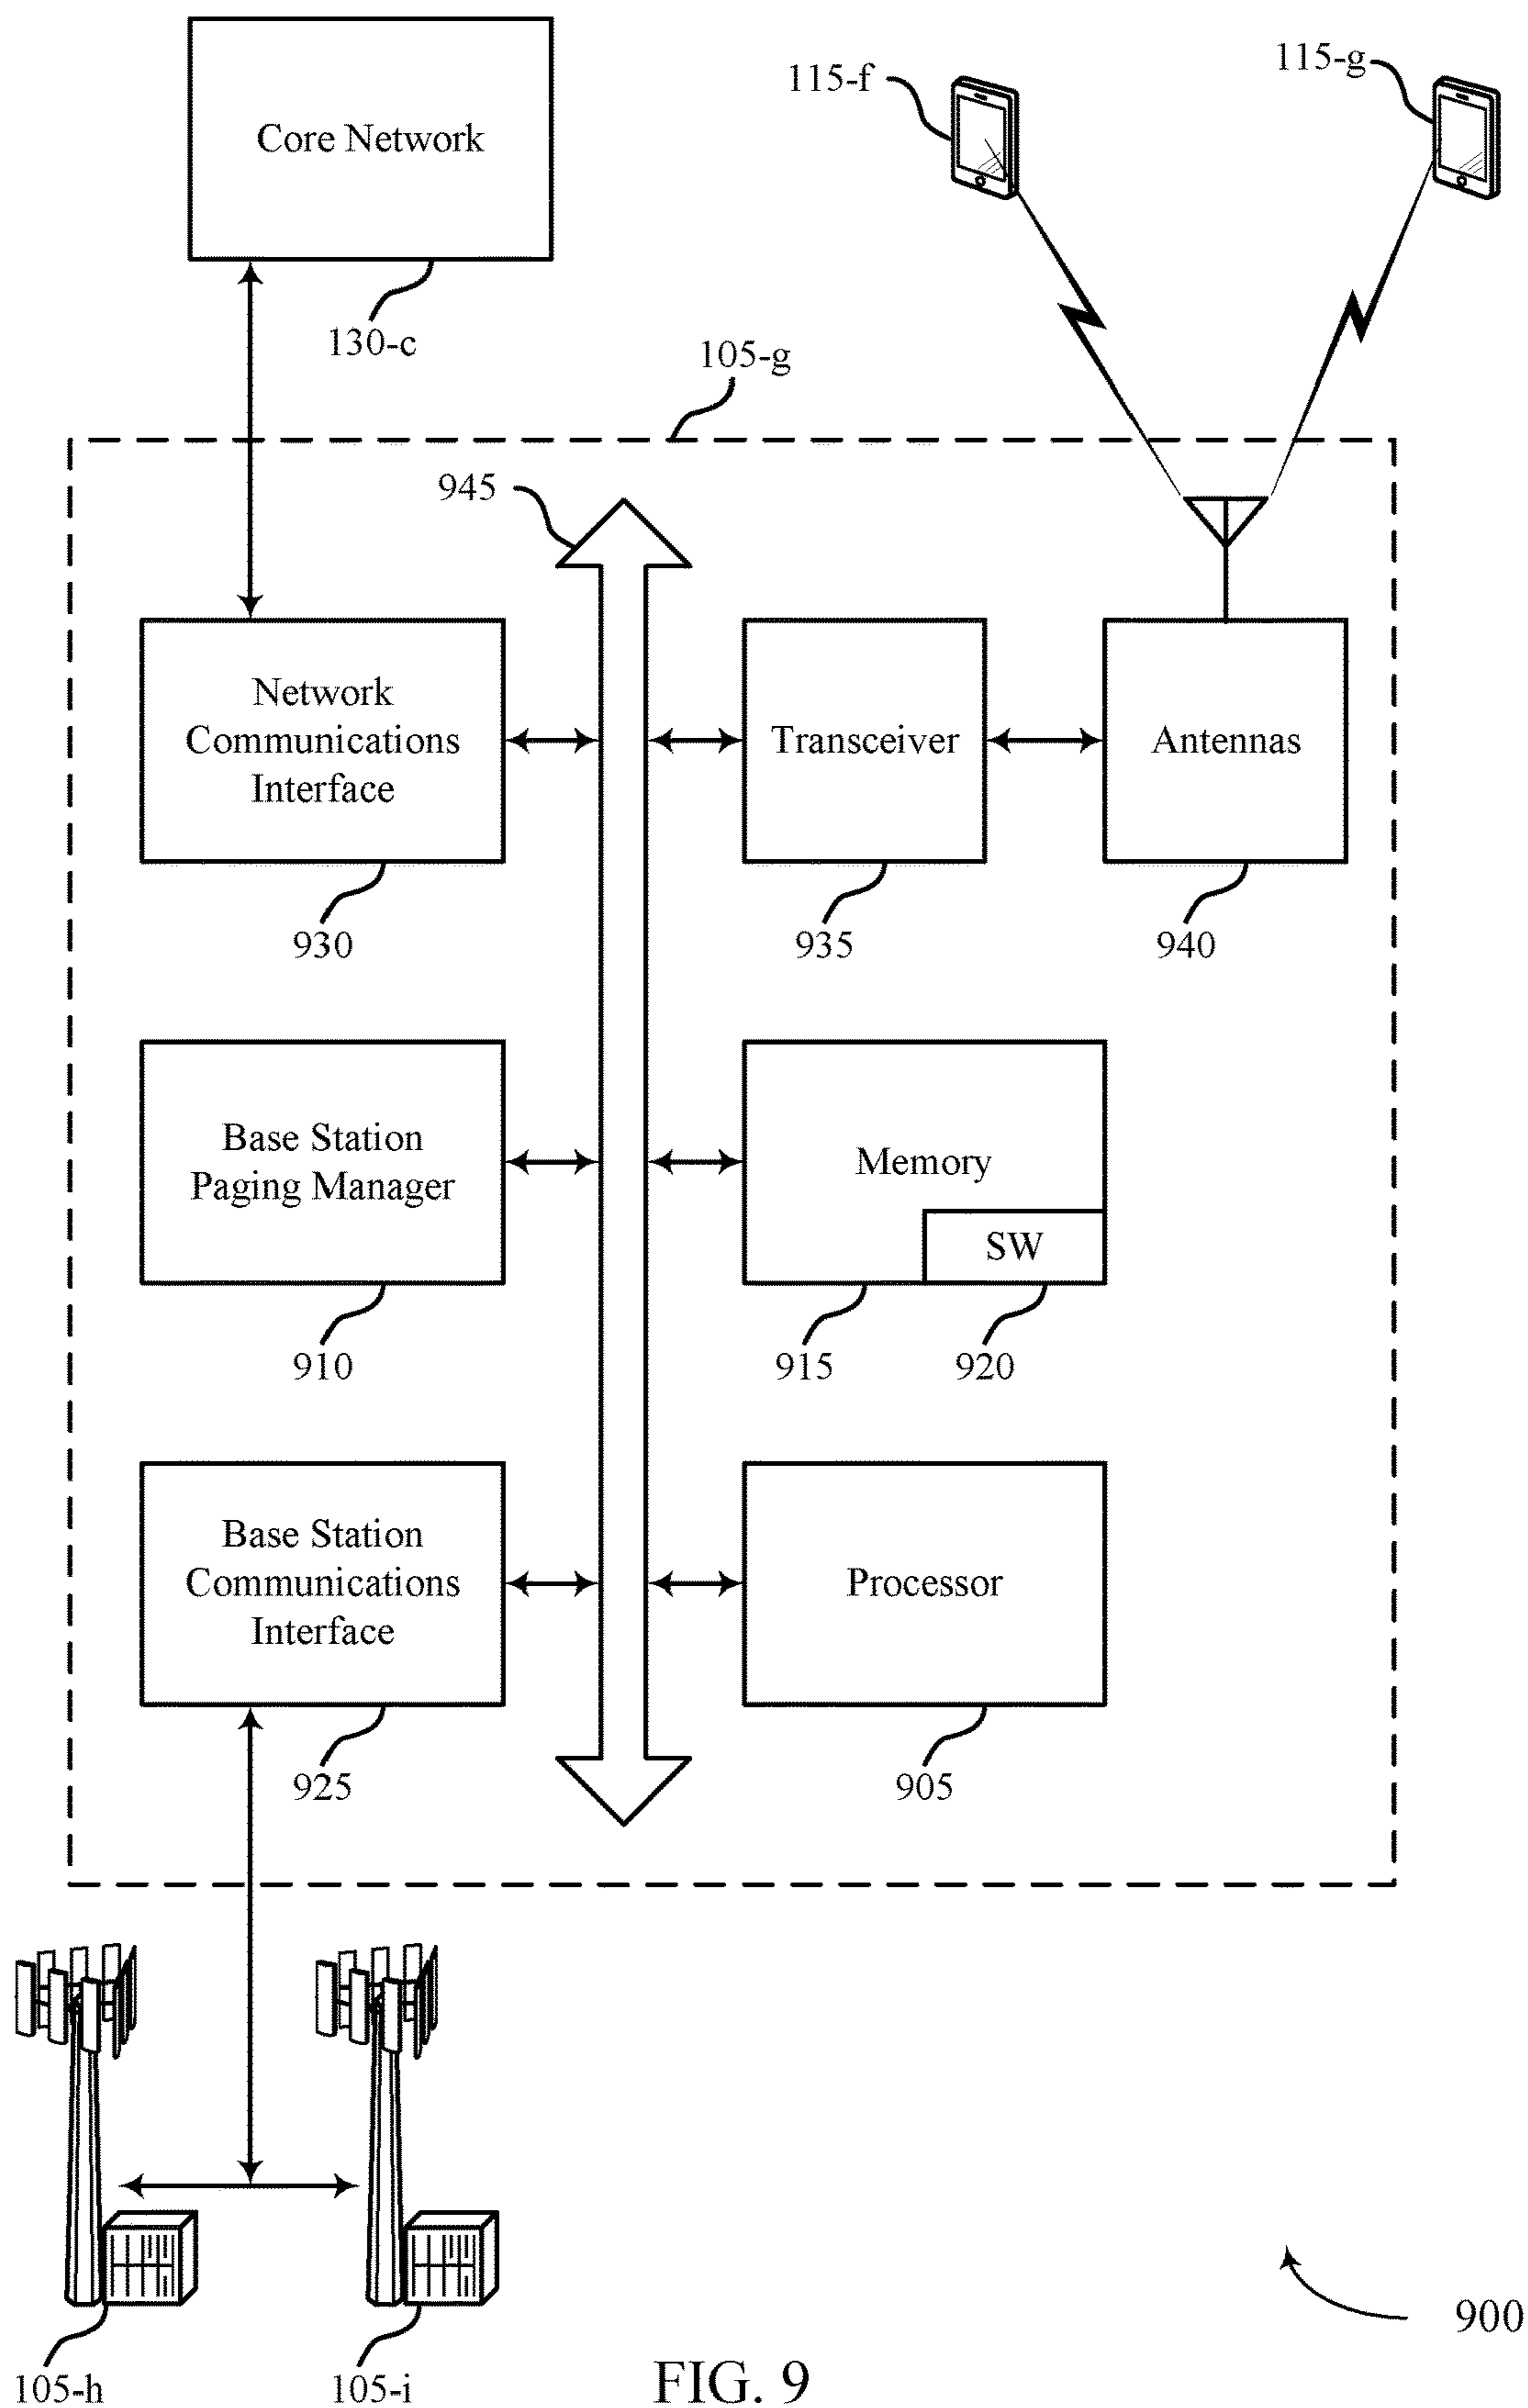 Core Network
130-c
115-f
115-g
105-g
945
Network
Communications
Interface
930
Transceiver
935
Antennas
940
Base Station
Paging Manager
910
Memory
SW
915
920
Base Station
Communications
Interface
925
Processor
905
105-h
105-i
900
FIG. 9